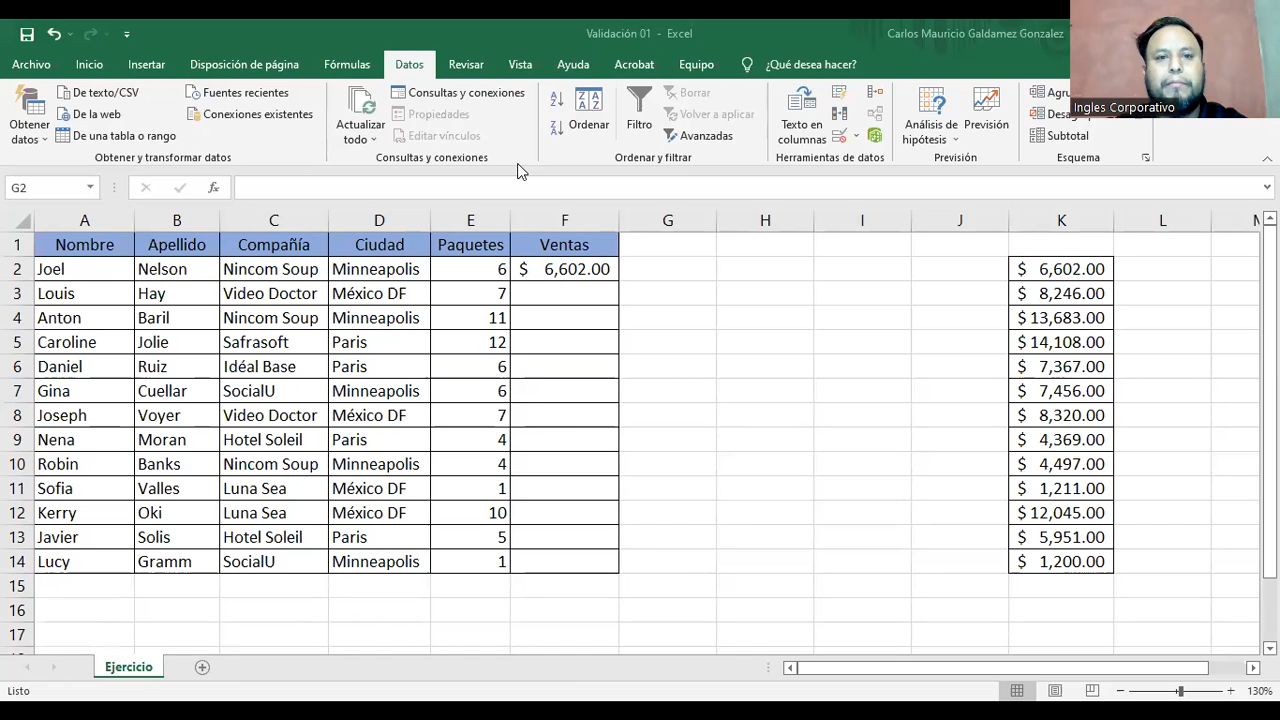 Validación 01 - Excel
Carlos Mauricio Galdamez Gonzalez
Archivo Inicio Insertar Disposición de página Fórmulas Datos Revisar Vista Ayuda Acrobat Equipo ¿Qué desea hacer?
Ingles Corporativo
Obtener datos
De texto/CSV
De la web
De una tabla o rango
Fuentes recientes
Conexiones existentes
Obtener y transformar datos
Actualizar todo
Consultas y conexiones
Propiedades
Editar vínculos
Consultas y conexiones
Ordenar
Filtro
Borrar
Volver a aplicar
Avanzadas
Ordenar y filtrar
Texto en columnas
Herramientas de datos
Análisis de hipótesis
Previsión
Previsión
Subtotal
Esquema
G2
fx
A B C D E F G H I J K L
1 Nombre Apellido Compañía Ciudad Paquetes Ventas
2 Joel Nelson Nincom Soup Minneapolis 6 $ 6,602.00 $ 6,602.00
3 Louis Hay Video Doctor México DF 7 $ 8,246.00
4 Anton Baril Nincom Soup Minneapolis 11 $ 13,683.00
5 Caroline Jolie Safrasoft Paris 12 $ 14,108.00
6 Daniel Ruiz Idéal Base Paris 6 $ 7,367.00
7 Gina Cuellar SocialU Minneapolis 6 $ 7,456.00
8 Joseph Voyer Video Doctor México DF 7 $ 8,320.00
9 Nena Moran Hotel Soleil Paris 4 $ 4,369.00
10 Robin Banks Nincom Soup Minneapolis 4 $ 4,497.00
11 Sofia Valles Luna Sea México DF 1 $ 1,211.00
12 Kerry Oki Luna Sea México DF 10 $ 12,045.00
13 Javier Solis Hotel Soleil Paris 5 $ 5,951.00
14 Lucy Gramm SocialU Minneapolis 1 $ 1,200.00
15
16
17
Ejercicio
Listo
130%